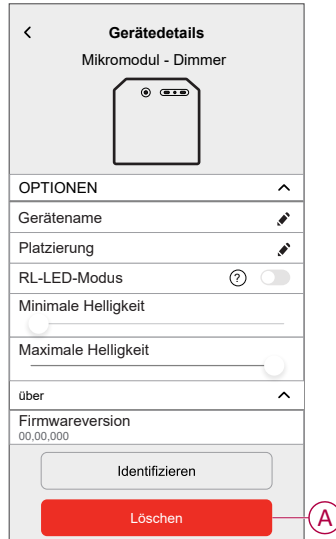 Gerätedetails
Mikromodul - Dimmer
OPTIONEN
Gerätename
Platzierung
RL-LED-Modus ?
Minimale Helligkeit
Maximale Helligkeit
über
Firmwareversion
00,00,000
Identifizieren
Löschen A